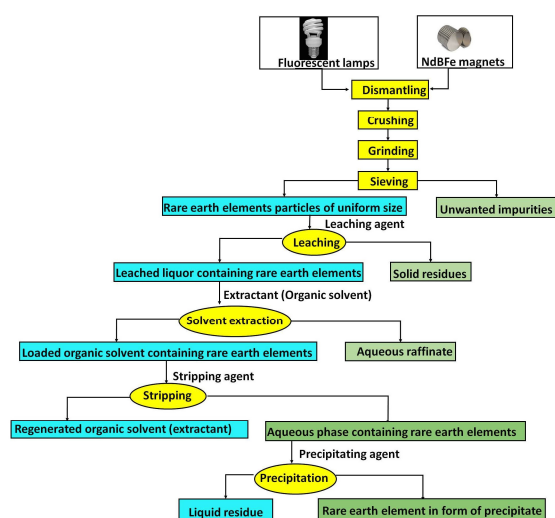 Fluorescent lamps
NdBFe magnets
Dismantling
Crushing
Grinding
Sieving
Rare earth elements particles of uniform size
Unwanted impurities
Leaching agent
Leaching
Leached liquor containing rare earth elements
Solid residues
Extractant (Organic solvent)
Solvent extraction
Loaded organic solvent containing rare earth elements
Aqueous raffinate
Stripping agent
Stripping
Regenerated organic solvent (extractant)
Aqueous phase containing rare earth elements
Precipitating agent
Precipitation
Liquid residue
Rare earth element in form of precipitate